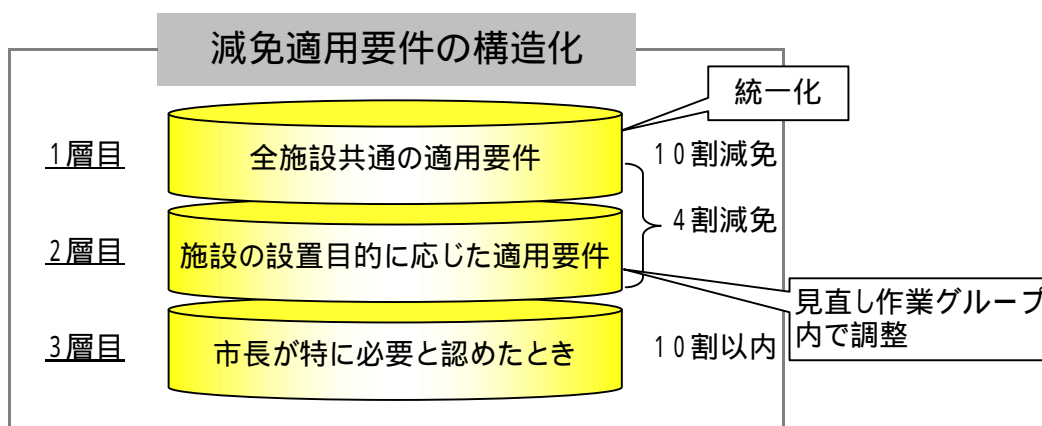 減免適用要件の構造化
統一化
1層目
全施設共通の適用要件
10割減免
4割減免
2層目
施設の設置目的に応じた適用要件
見直し作業グループ
内で調整
3層目
市長が特に必要と認めたとき
10割以内